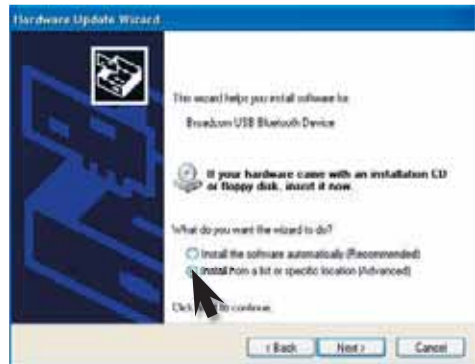 Hardware Update Wizard
This wizard helps you install software for:
Broadcom USB Bluetooth Device
If your hardware came with an installation CD
or floppy disk, insert it now.
What do you want the wizard to do?
Install the software automatically (Recommended)
Install from a list or specific location (Advanced)
Click to continue.
< Back Next > Cancel